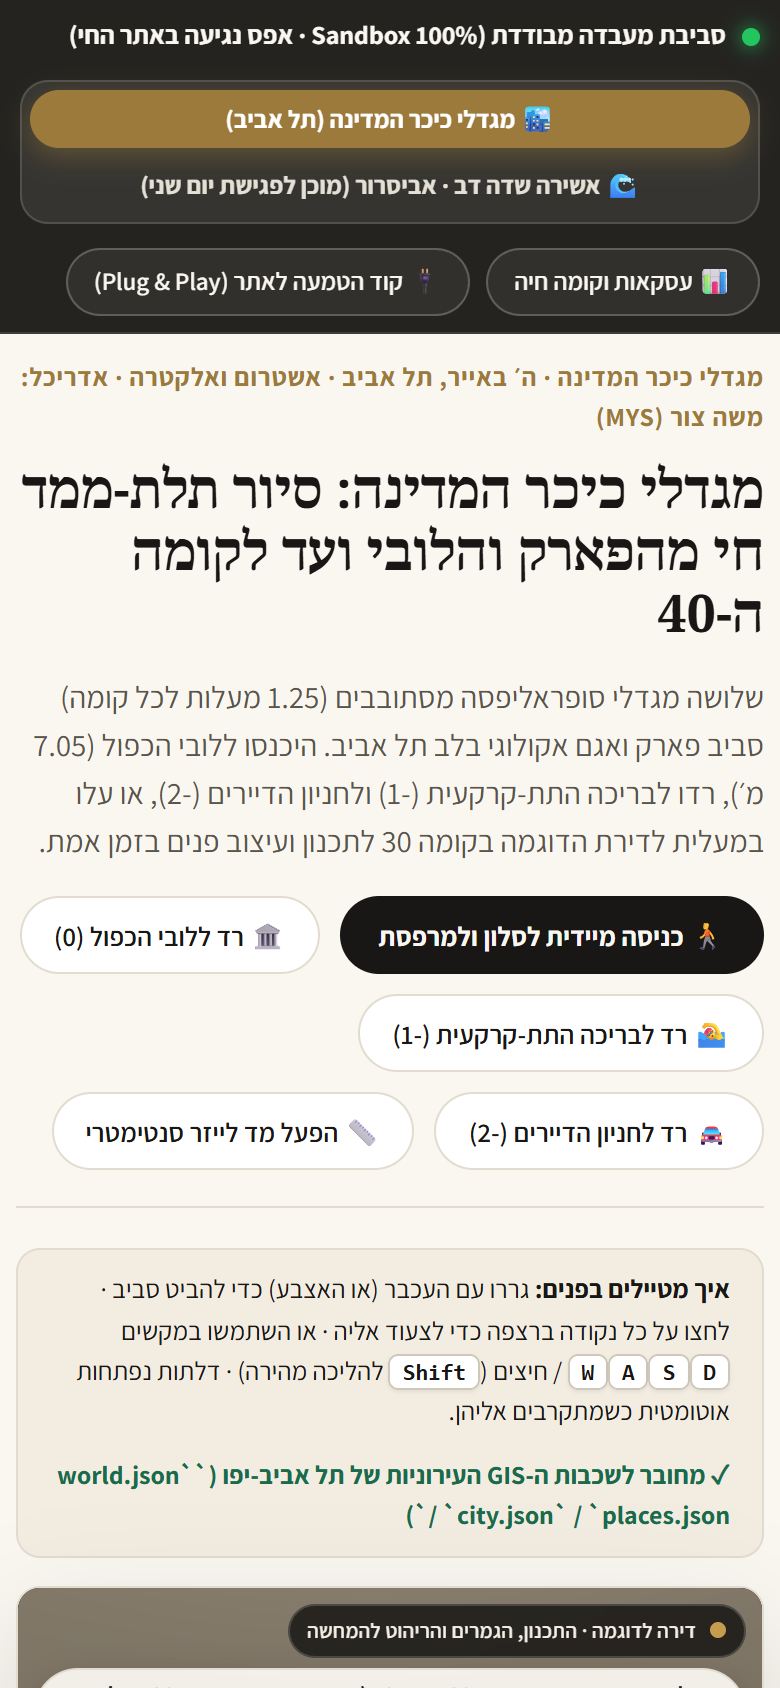 סביבת מעבדה מבודדת (Sandbox 100% · אפס נגיעה באתר החי)
מגדלי כיכר המדינה (תל אביב)
אשירה שדה דב · אביסרור (מוכן לפגישת יום שני)
עסקאות וקומה חיה
קוד הטמעה לאתר (Plug & Play)
מגדלי כיכר המדינה · ה׳ באייר, תל אביב · אשטרום ואלקטרה · אדריכל:
משה צור (MYS)
מגדלי כיכר המדינה: סיור תלת-ממד
חי מהפארק והלובי ועד לקומה
ה-40
שלושה מגדלי סופראליפסה מסתובבים (1.25 מעלות לכל קומה)
סביב פארק ואגם אקולוגי בלב תל אביב. היכנסו ללובי הכפול (7.05
מ׳), רדו לבריכה התת-קרקעית (-1) ולחניון הדיירים (-2), או עלו
במעלית לדירת הדוגמה בקומה 30 לתכנון ועיצוב פנים בזמן אמת.
כניסה מיידית לסלון ולמרפסת
רד ללובי הכפול (0)
רד לבריכה התת-קרקעית (-1)
רד לחניון הדיירים (-2)
הפעל מד לייזר סנטימטרי
איך מטיילים בפנים: גררו עם העכבר (או האצבע) כדי להביט סביב ·
לחצו על כל נקודה ברצפה כדי לצעוד אליה · או השתמשו במקשים
W A S D / חיצים (Shift להליכה מהירה) · דלתות נפתחות
אוטומטית כשמתקרבים אליהן.
✓ מחובר לשכבות ה-GIS העירוניות של תל אביב-יפו (`world.json`
/ `city.json` / `places.json`)
דירה לדוגמה · התכנון, הגמרים והריהוט להמחשה